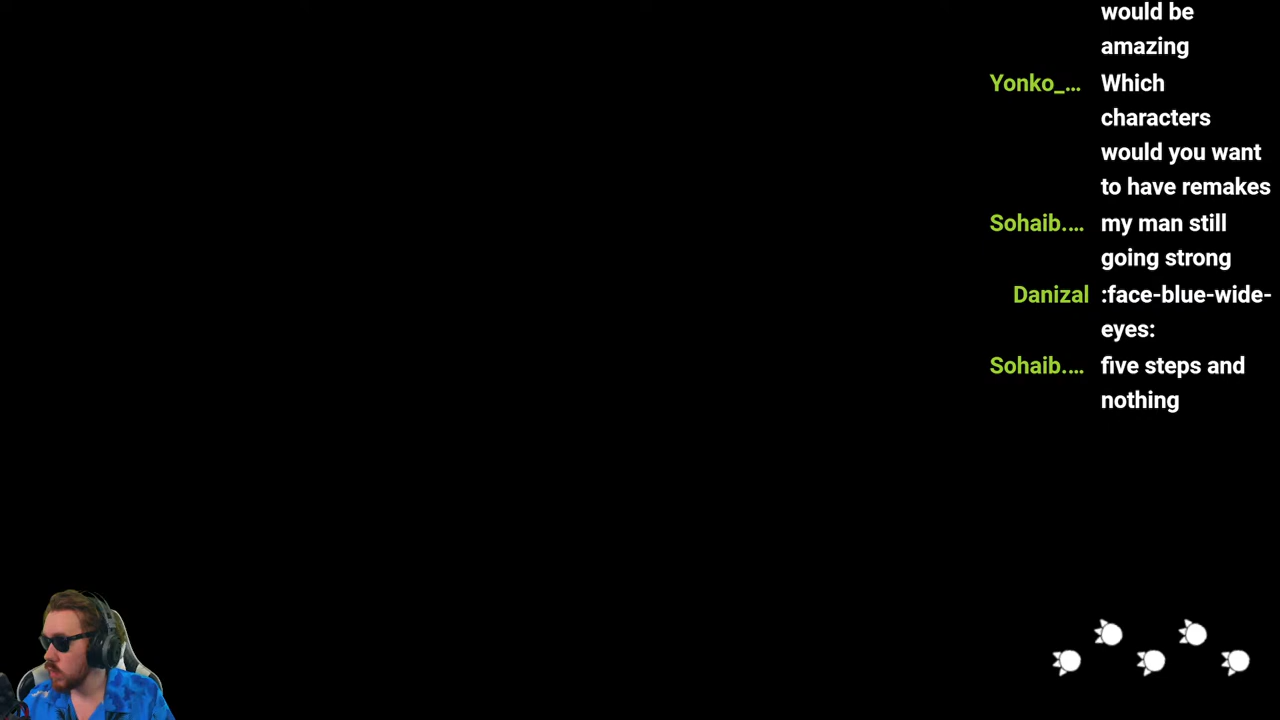 would be
amazing
Yonko_… Which
characters
would you want
to have remakes
Sohaib.… my man still
going strong
Danizal :face-blue-wide-
eyes:
Sohaib.… five steps and
nothing